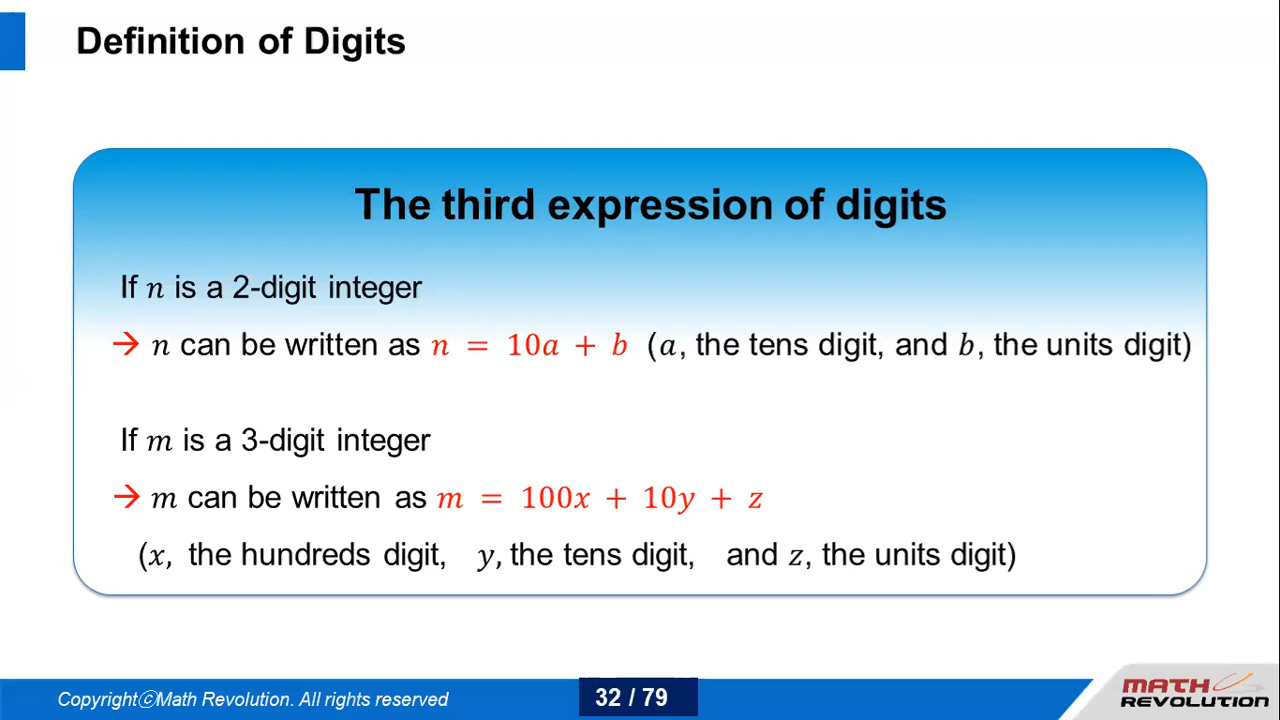 Definition of Digits
The third expression of digits
If n is a 2-digit integer
→ n can be written as n = 10a + b (a, the tens digit, and b, the units digit)
If m is a 3-digit integer
→ m can be written as m = 100x + 10y + z
(x, the hundreds digit, y, the tens digit, and z, the units digit)
CopyrightⓒMath Revolution. All rights reserved
32 / 79
MATH
REVOLUTION